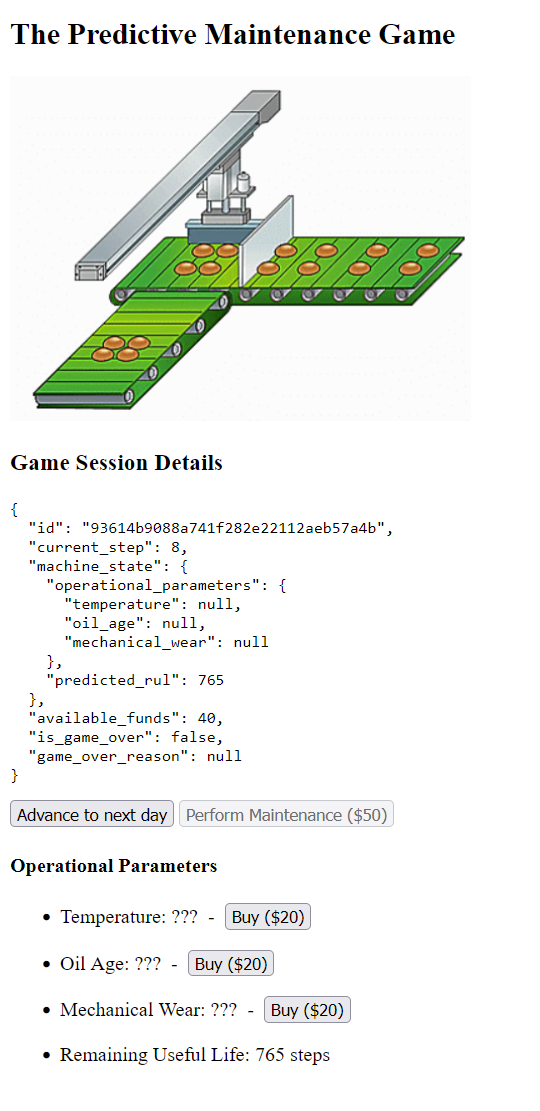 The Predictive Maintenance Game
Game Session Details
{
  "id": "93614b9088a741f282e22112aeb57a4b",
  "current_step": 8,
  "machine_state": {
    "operational_parameters": {
      "temperature": null,
      "oil_age": null,
      "mechanical_wear": null
    },
    "predicted_rul": 765
  },
  "available_funds": 40,
  "is_game_over": false,
  "game_over_reason": null
}
Advance to next day Perform Maintenance ($50)
Operational Parameters
• Temperature: ??? - Buy ($20)
• Oil Age: ??? - Buy ($20)
• Mechanical Wear: ??? - Buy ($20)
• Remaining Useful Life: 765 steps